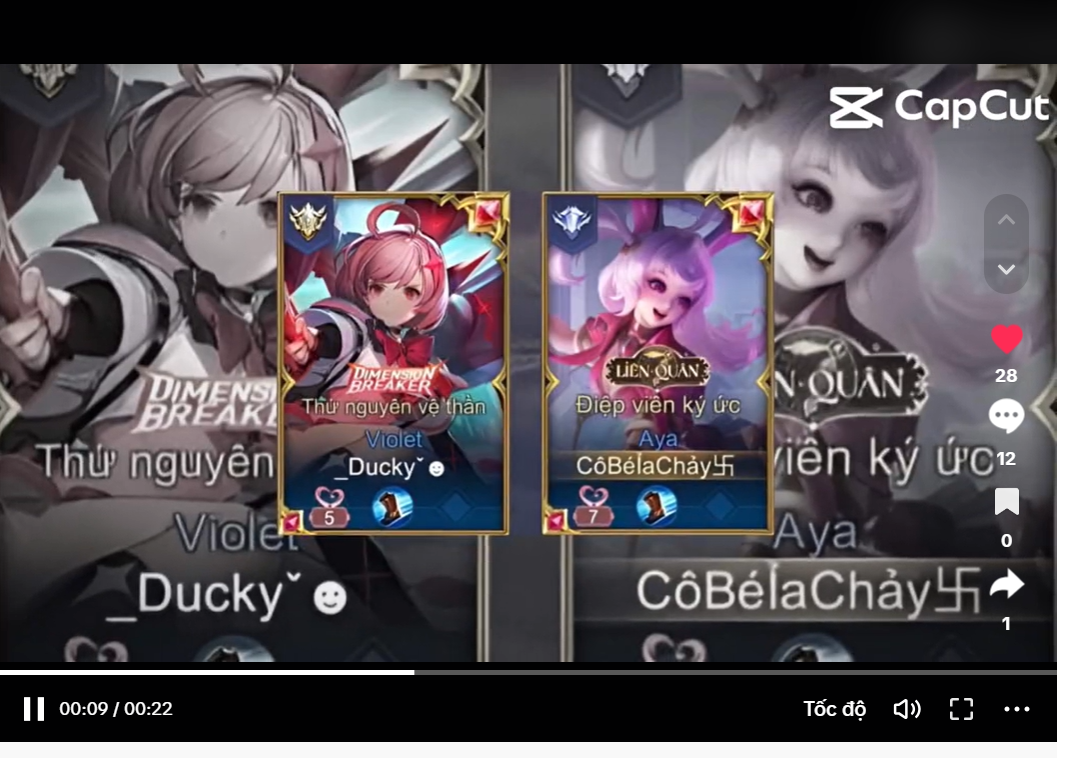 CapCut
DIMENSION
BREAKER
Thứ nguyên vệ thần
Violet
_Duckyˇ☻
5
LIÊN QUÂN
Điệp viên ký ức
Aya
CôBéIaChảy卐
7
DIMENSI
BREAKE
Thứ nguyên
Violet
_Duckyˇ☻
N QUÂN
viên ký ức
Aya
CôBéIaChảy卐
28
12
0
1
00:09 / 00:22
Tốc độ